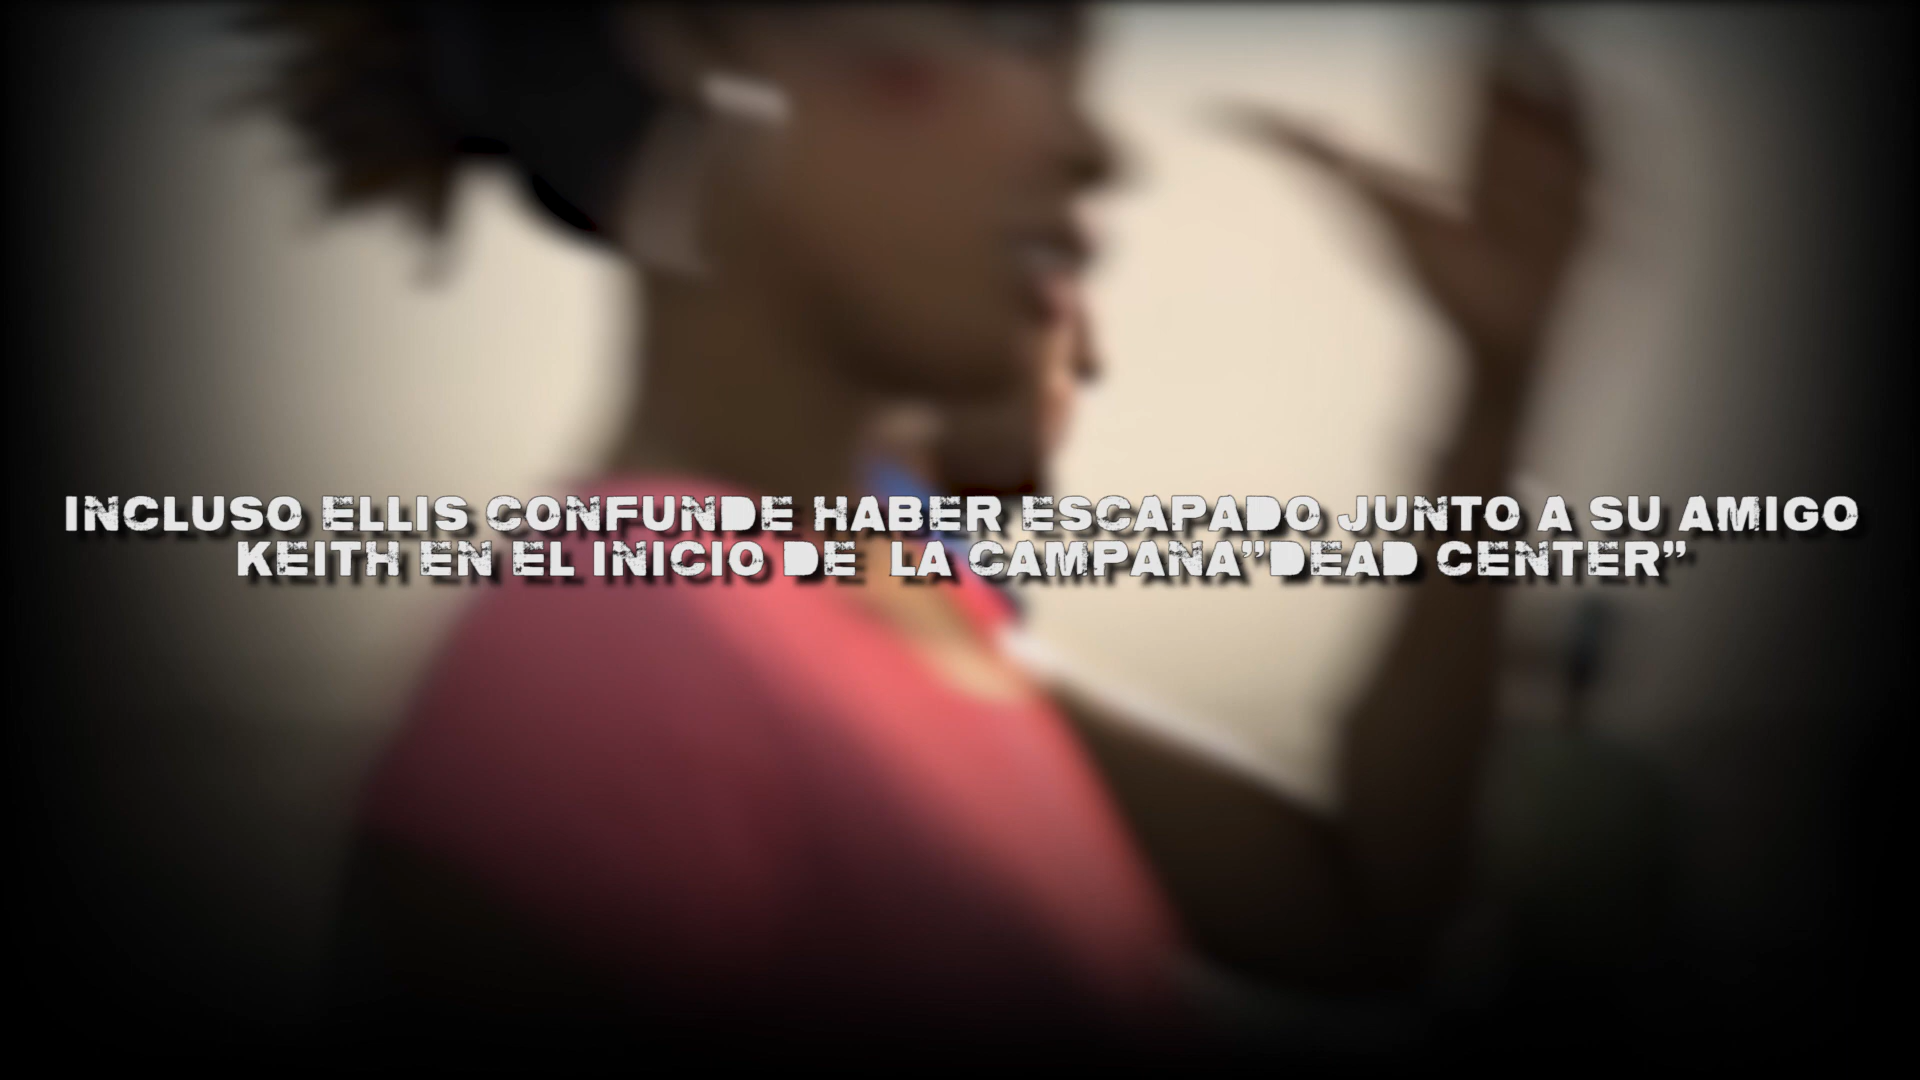 INCLUSO ELLIS CONFUNDE HABER ESCAPADO JUNTO A SU AMIGO
KEITH EN EL INICIO DE LA CAMPAÑA"DEAD CENTER"